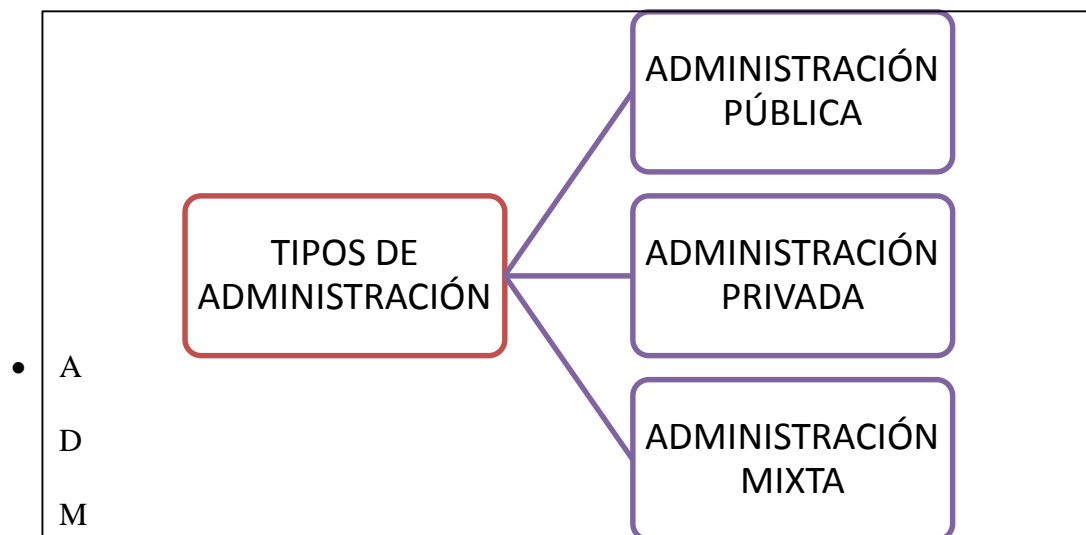 ADMINISTRACIÓN
PÚBLICA
TIPOS DE
ADMINISTRACIÓN
ADMINISTRACIÓN
PRIVADA
ADMINISTRACIÓN
MIXTA
• A
D
M